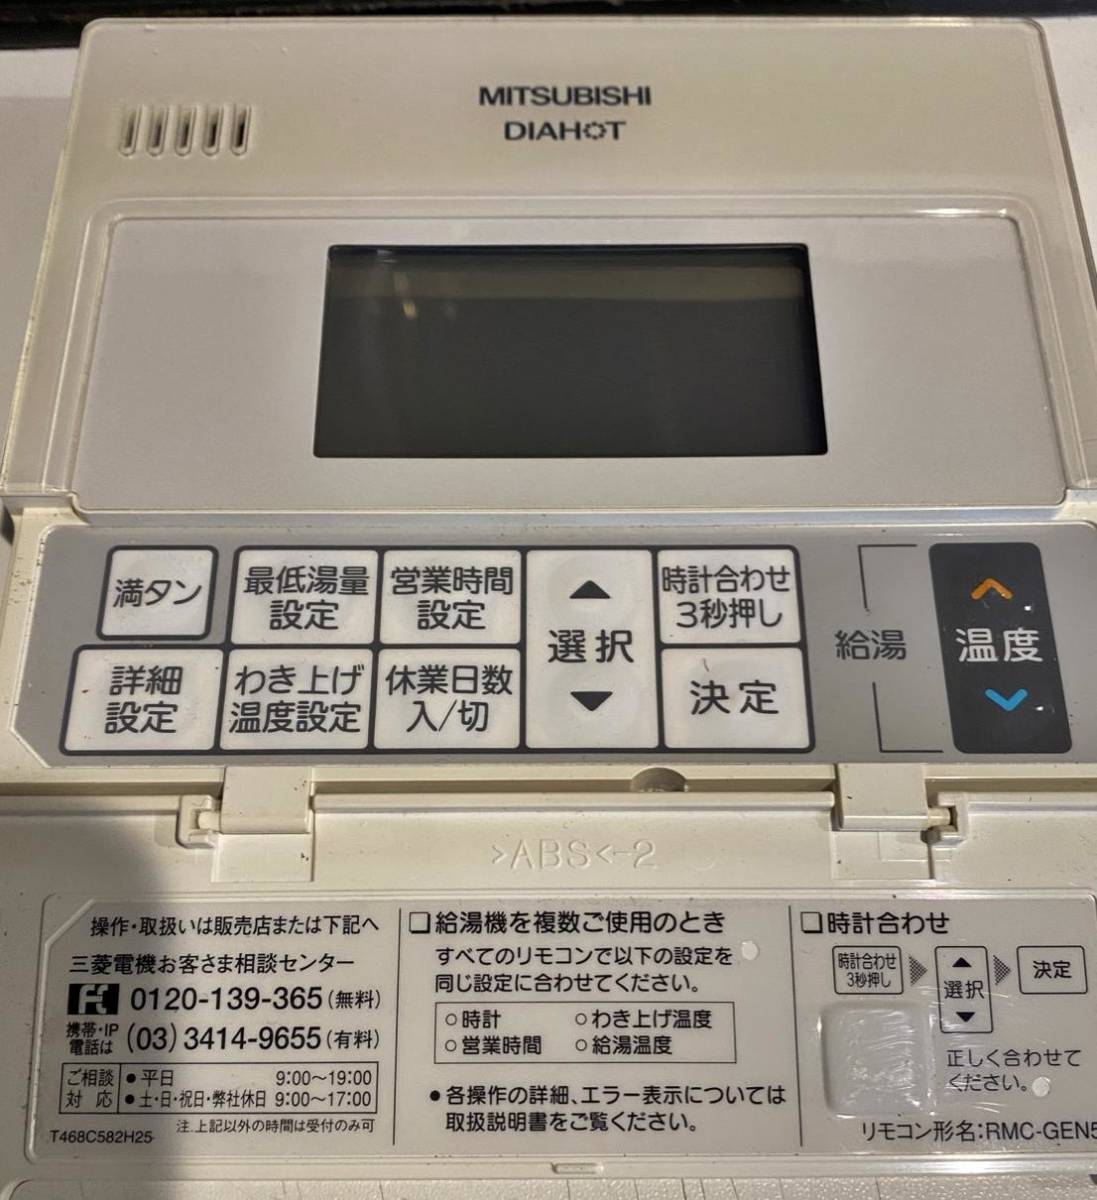 MITSUBISHI
DIAHOT
満タン
最低湯量
設定
営業時間
設定
選択
時計合わせ
3秒押し
詳細
設定
わき上げ
温度設定
休業日数
入/切
決定
給湯
温度
>ABS<-2
操作・取扱いは販売店または下記へ
三菱電機お客さま相談センター
0120-139-365(無料)
携帯・IP
電話は
(03)3414-9655(有料)
ご相談
対 応
●平日 9:00~19:00
●土・日・祝日・弊社休日 9:00~17:00
注.上記以外の時間は受付のみ可
T468C582H25
□給湯機を複数ご使用のとき
すべてのリモコンで以下の設定を
同じ設定に合わせてください。
○時計 ○わき上げ温度
○営業時間 ○給湯温度
●各操作の詳細、エラー表示については
取扱説明書をご覧ください。
□時計合わせ
時計合わせ
3秒押し
選択
決定
正しく合わせて
ください。
リモコン形名:RMC-GEN5